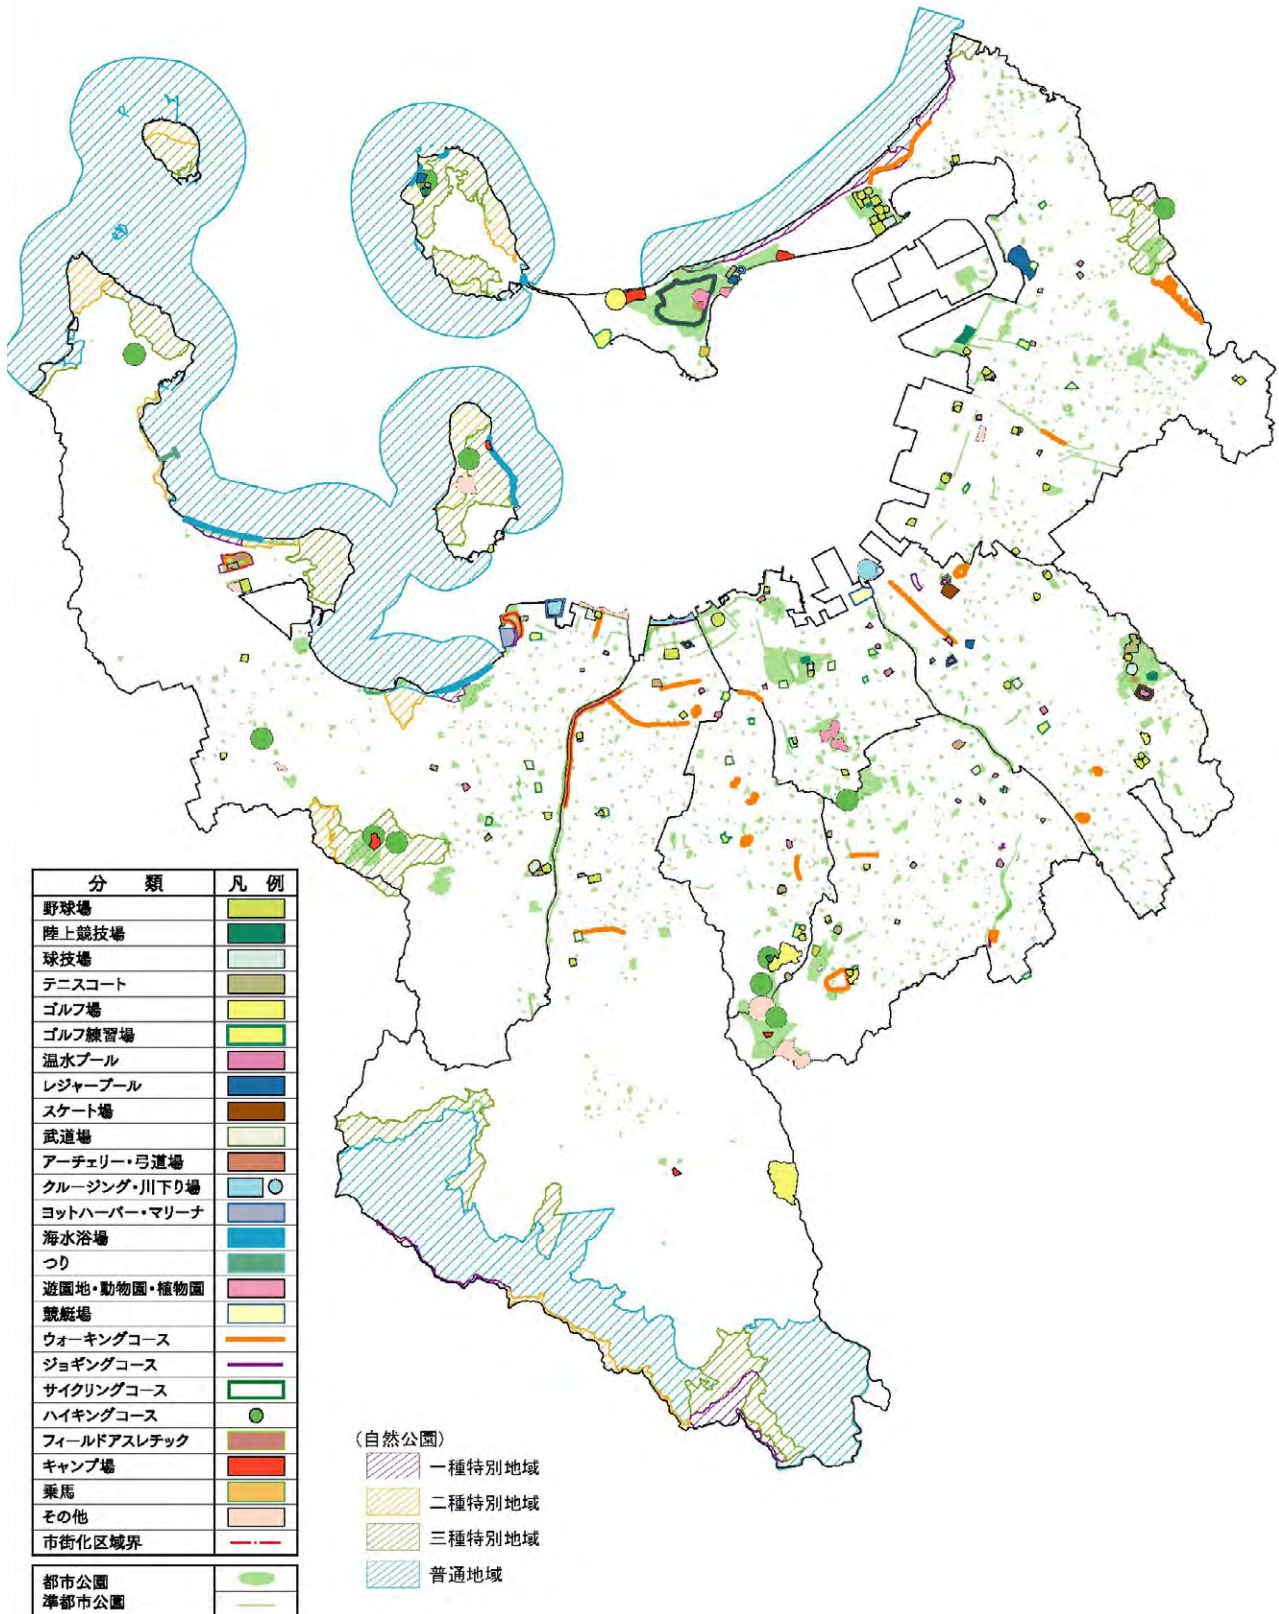 分 類 凡 例
野球場
陸上競技場
球技場
テニスコート
ゴルフ場
ゴルフ練習場
温水プール
レジャープール
スケート場
武道場
アーチェリー・弓道場
クルージング・川下り場
ヨットハーバー・マリーナ
海水浴場
つり
遊園地・動物園・植物園
競艇場
ウォーキングコース
ジョギングコース
サイクリングコース
ハイキングコース
フィールドアスレチック
キャンプ場
乗馬
その他
市街化区域界
都市公園
準都市公園
(自然公園)
一種特別地域
二種特別地域
三種特別地域
普通地域